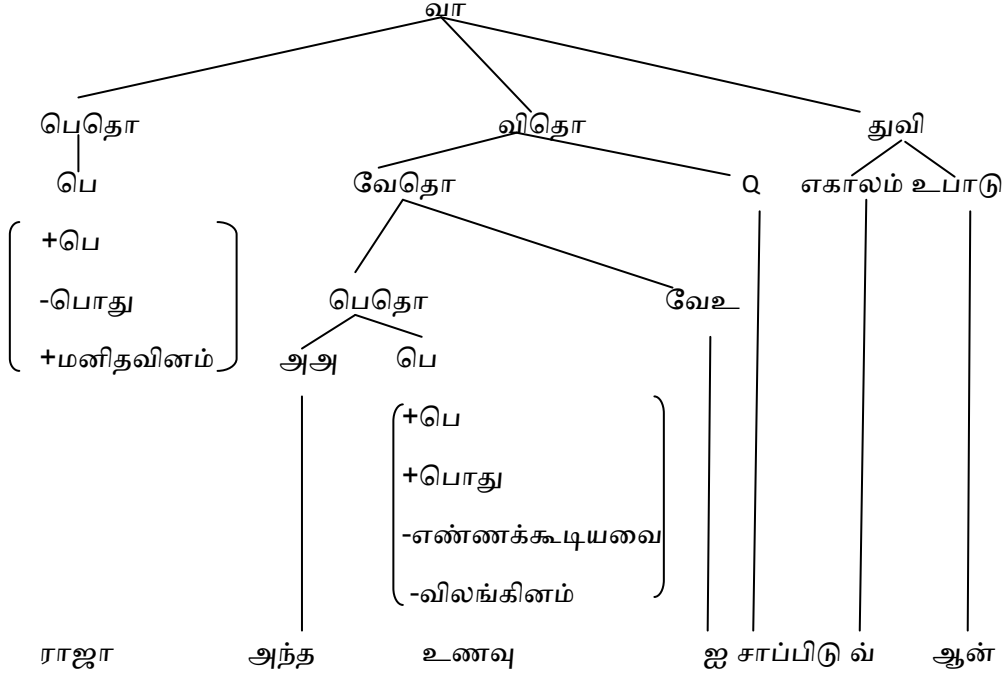 வா
பெதொ விதொ துவி
பெ வேதொ Q எகாலம் உபாடு
+பெ
-பொது பெதொ வேஉ
+மனிதவினம் அஅ பெ
+பெ
+பொது
-எண்ணக்கூடியவை
-விலங்கினம்
ராஜா அந்த உணவு ஐ சாப்பிடு வ் ஆன்